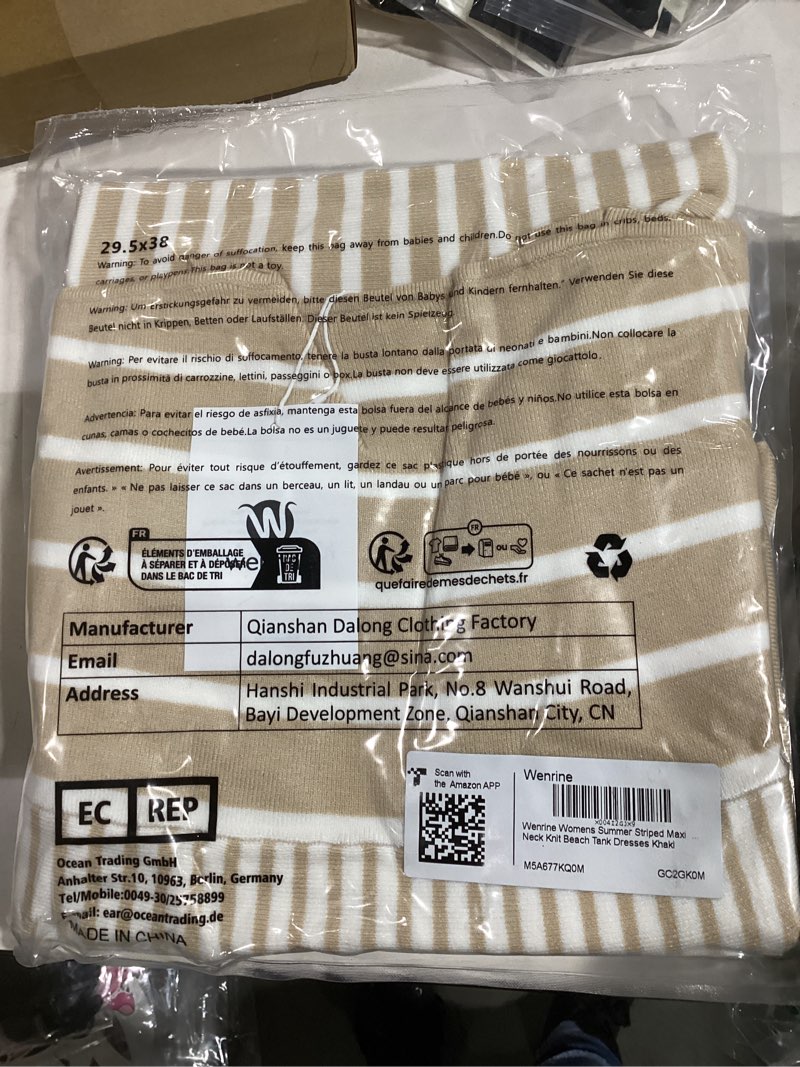 29.5x38
Warning: To avoid danger of suffocation, keep this bag away from babies and children.Do not use this bag in cribs, beds,
carriages, or playpens.This bag is not a toy.
Warning: Um Erstickungsgefahr zu vermeiden, bitte diesen Beutel von Babys und Kindern fernhalten." Verwenden Sie diese
Beutel nicht in Krippen, Betten oder Laufställen. Dieser Beutel ist kein Spielzeug
Warning: Per evitare il rischio di suffocamento, tenere la busta lontano dalla portata di neonati e bambini.Non collocare la
busta in prossimità di carrozzine, lettini, passeggini o box.La busta non deve essere utilizzata come giocattolo.
Advertencia: Para evitar el riesgo de asfixia, mantenga esta bolsa fuera del alcance de bebés y niños.No utilice esta bolsa en
cunas, camas o cochecitos de bebé.La bolsa no es un juguete y puede resultar peligrosa.
Avertissement: Pour éviter tout risque d'étouffement, gardez ce sac plastique hors de portée des nourrissons ou des
enfants. » « Ne pas laisser ce sac dans un berceau, un lit, un landau ou un parc pour bébé », ou « Ce sachet n'est pas un
jouet ».
W
We
FR
ÉLÉMENTS D'EMBALLAGE
À SÉPARER ET À DÉPOSER
DANS LE BAC DE TRI
BAC
DE
TRI
FR
OU
quefairedemesdechets.fr
Manufacturer Qianshan Dalong Clothing Factory
Email dalongfuzhuang@sina.com
Address Hanshi Industrial Park, No.8 Wanshui Road,
Bayi Development Zone, Qianshan City, CN
EC REP
Ocean Trading GmbH
Anhalter Str.10, 10963, Berlin, Germany
Tel/Mobile:0049-30/25758899
Email: ear@oceantrading.de
MADE IN CHINA
Scan with
the Amazon APP
Wenrine
Wenrine Womens Summer Striped Maxi ...
Neck Knit Beach Tank Dresses Khaki
M5A677KQ0M GC2GK0M